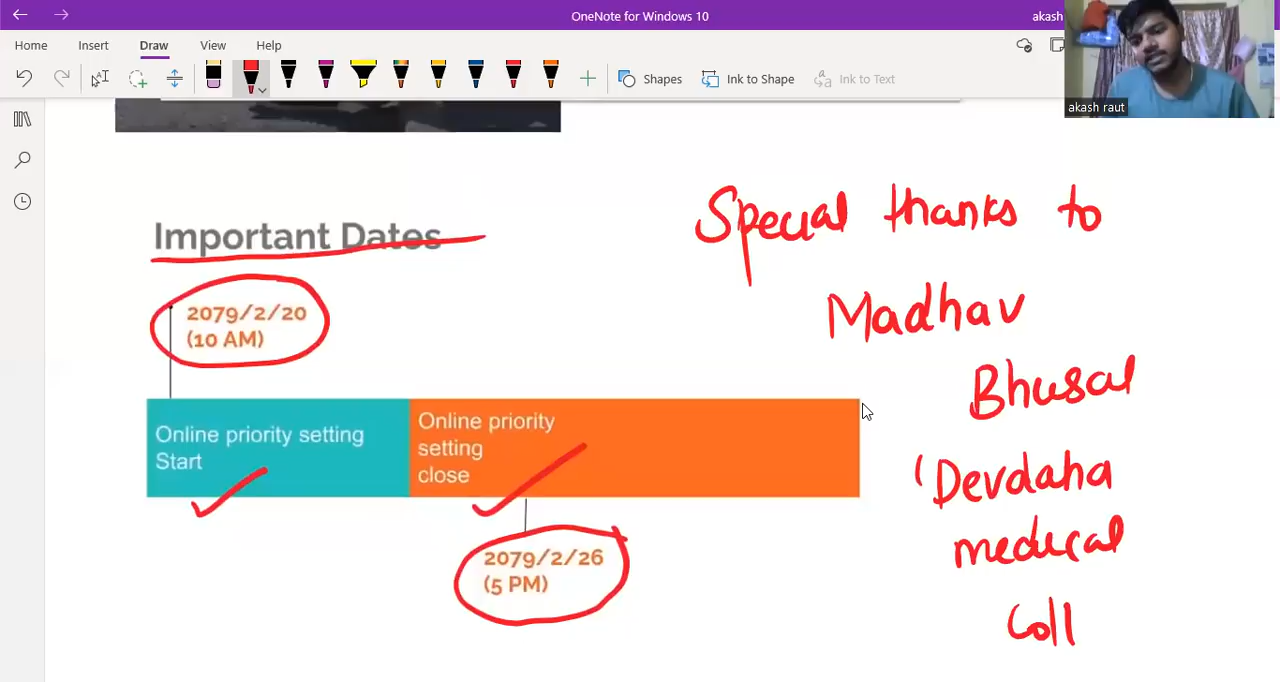 OneNote for Windows 10
akash
Home Insert Draw View Help
Shapes Ink to Shape Ink to Text
akash raut
Important Dates
2079/2/20
(10 AM)
Online priority setting
Start
Online priority
setting
close
2079/2/26
(5 PM)
Special thanks to
Madhav
Bhusal
(Devdaha
medical
Coll